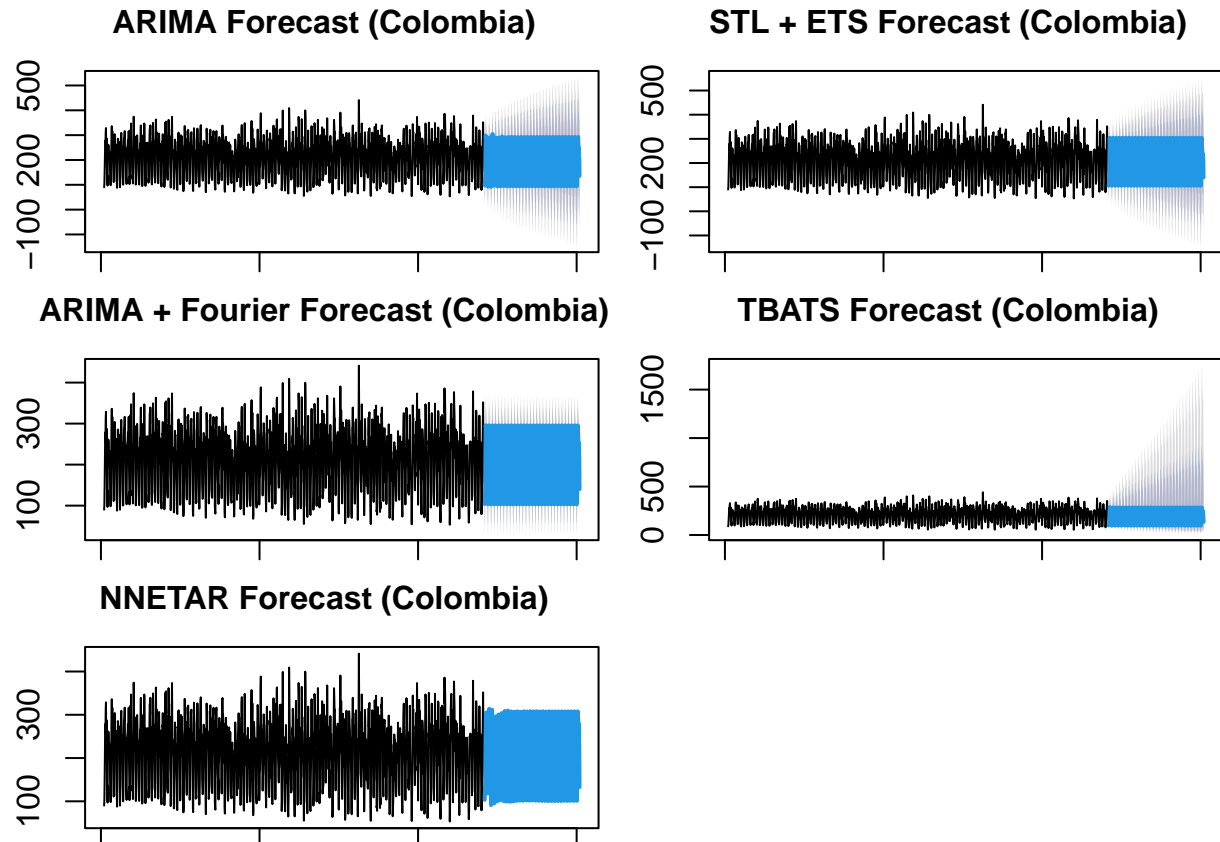 ARIMA Forecast (Colombia)
500
200
−100
STL + ETS Forecast (Colombia)
500
200
−100
ARIMA + Fourier Forecast (Colombia)
300
100
TBATS Forecast (Colombia)
1500
500
0
NNETAR Forecast (Colombia)
300
100